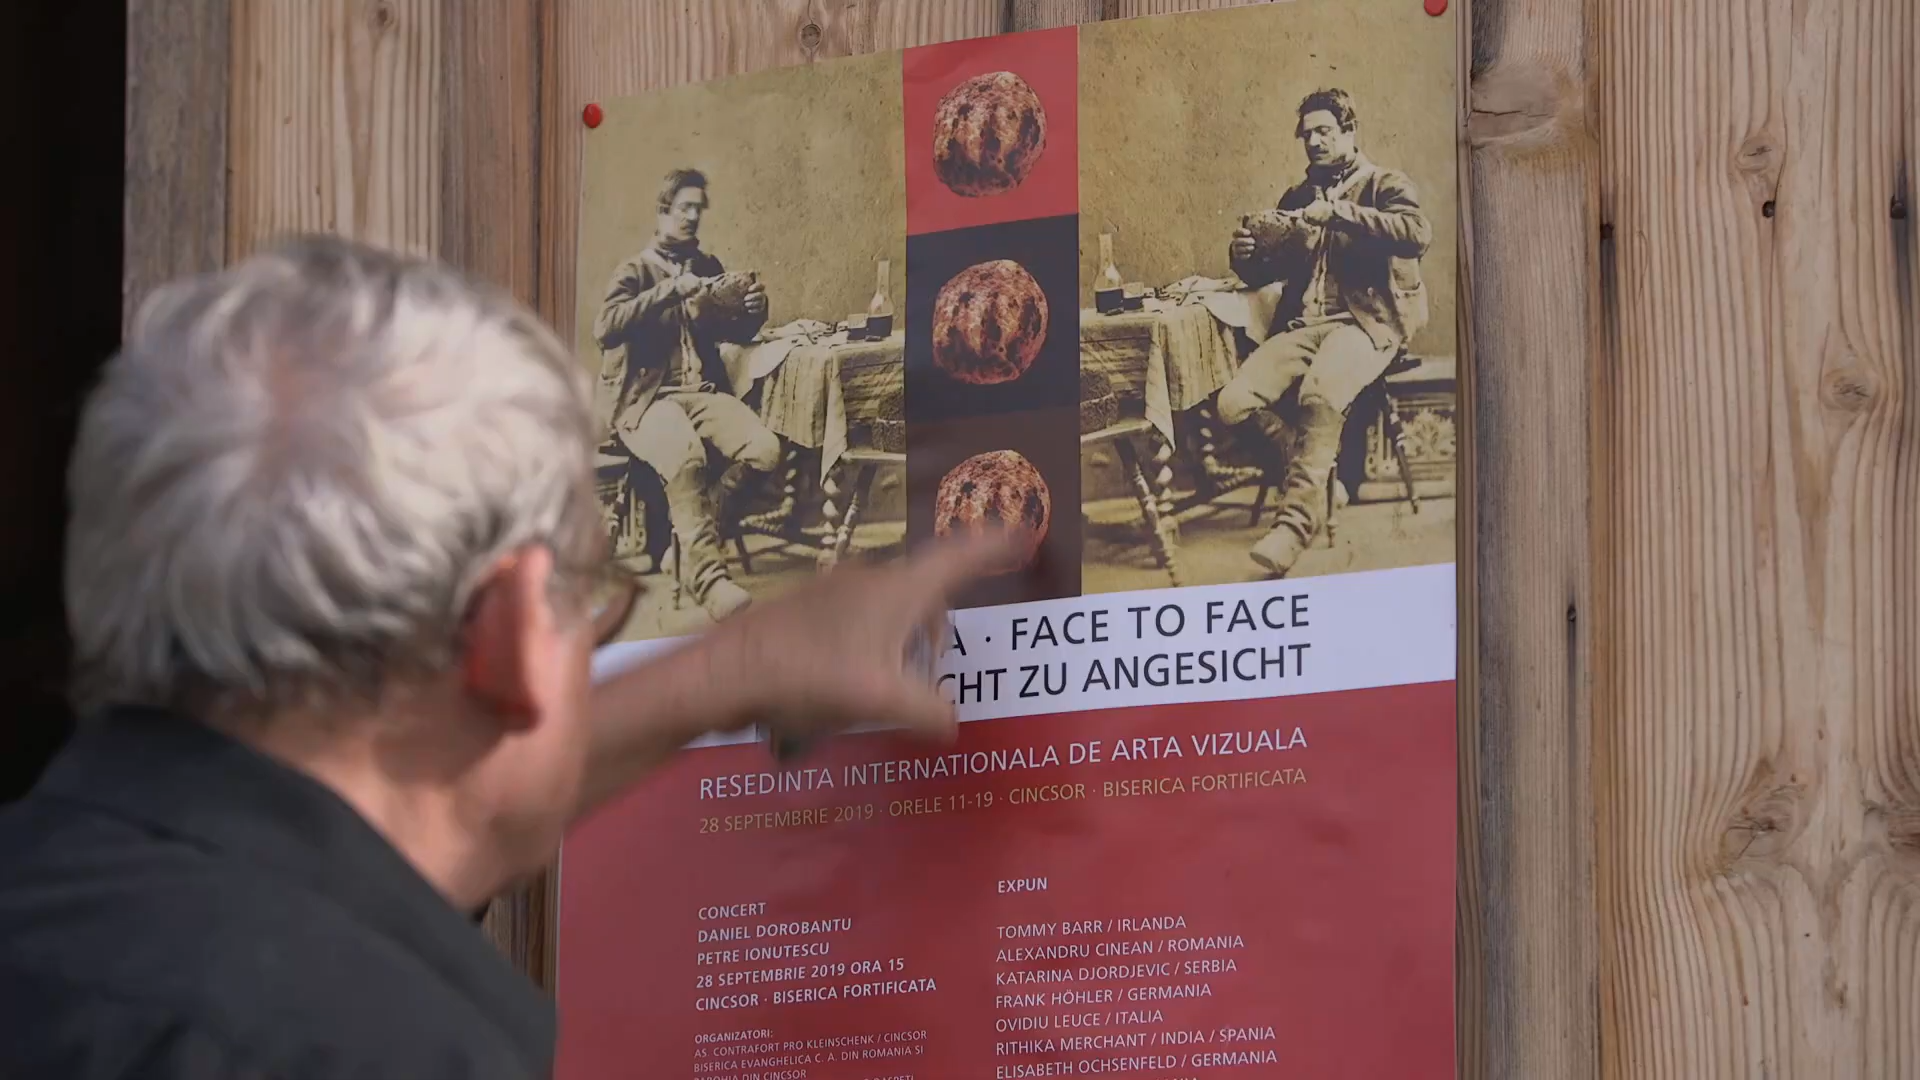 A · FACE TO FACE
CHT ZU ANGESICHT
RESEDINTA INTERNATIONALA DE ARTA VIZUALA
28 SEPTEMBRIE 2019 · ORELE 11-19 · CINCSOR · BISERICA FORTIFICATA
CONCERT
DANIEL DOROBANTU
PETRE IONUTESCU
28 SEPTEMBRIE 2019 ORA 15
CINCSOR · BISERICA FORTIFICATA
ORGANIZATORI:
AS. CONTRAFORT PRO KLEINSCHENK / CINCSOR
BISERICA EVANGHELICA C. A. DIN ROMANIA SI
PAROHIA DIN CINCSOR
EXPUN
TOMMY BARR / IRLANDA
ALEXANDRU CINEAN / ROMANIA
KATARINA DJORDJEVIC / SERBIA
FRANK HÖHLER / GERMANIA
OVIDIU LEUCE / ITALIA
RITHIKA MERCHANT / INDIA / SPANIA
ELISABETH OCHSENFELD / GERMANIA